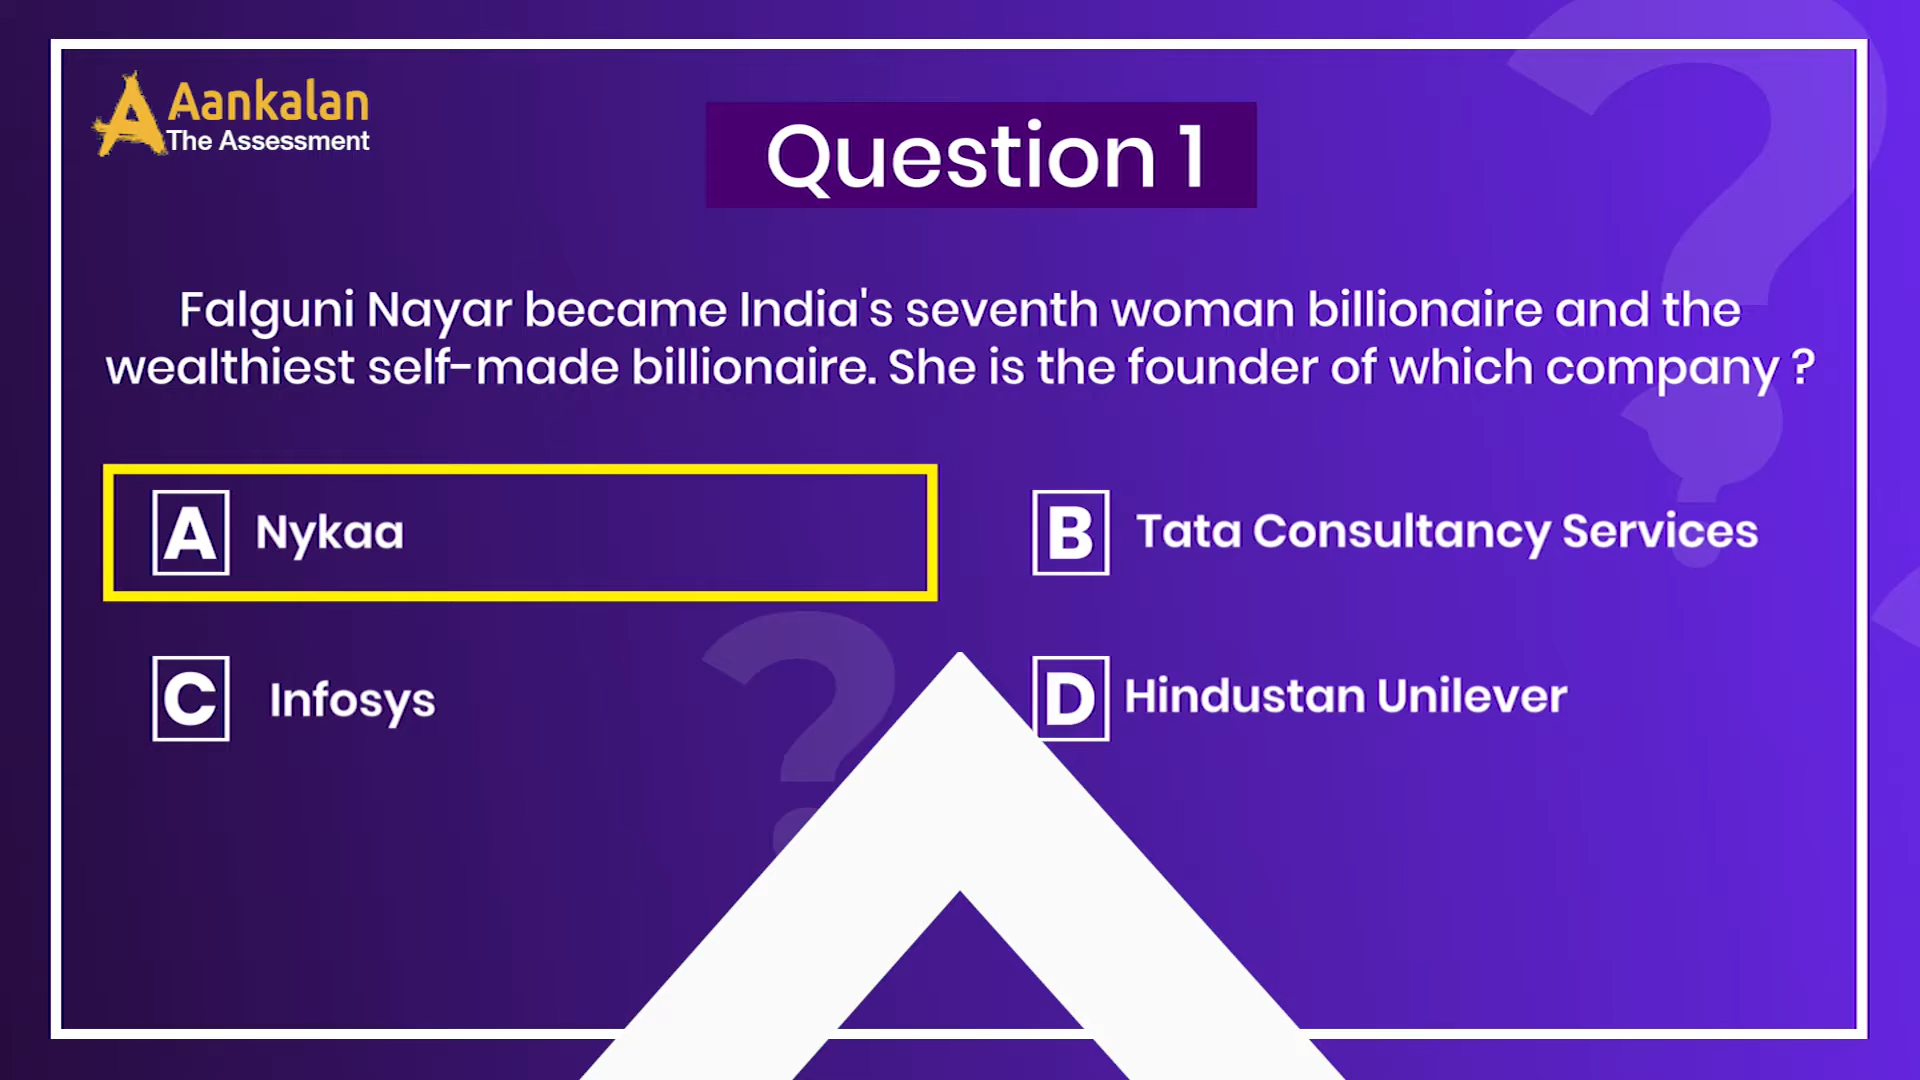 Aankalan
The Assessment
Question 1
Falguni Nayar became India's seventh woman billionaire and the
wealthiest self-made billionaire. She is the founder of which company ?
A Nykaa
B Tata Consultancy Services
C Infosys
D Hindustan Unilever